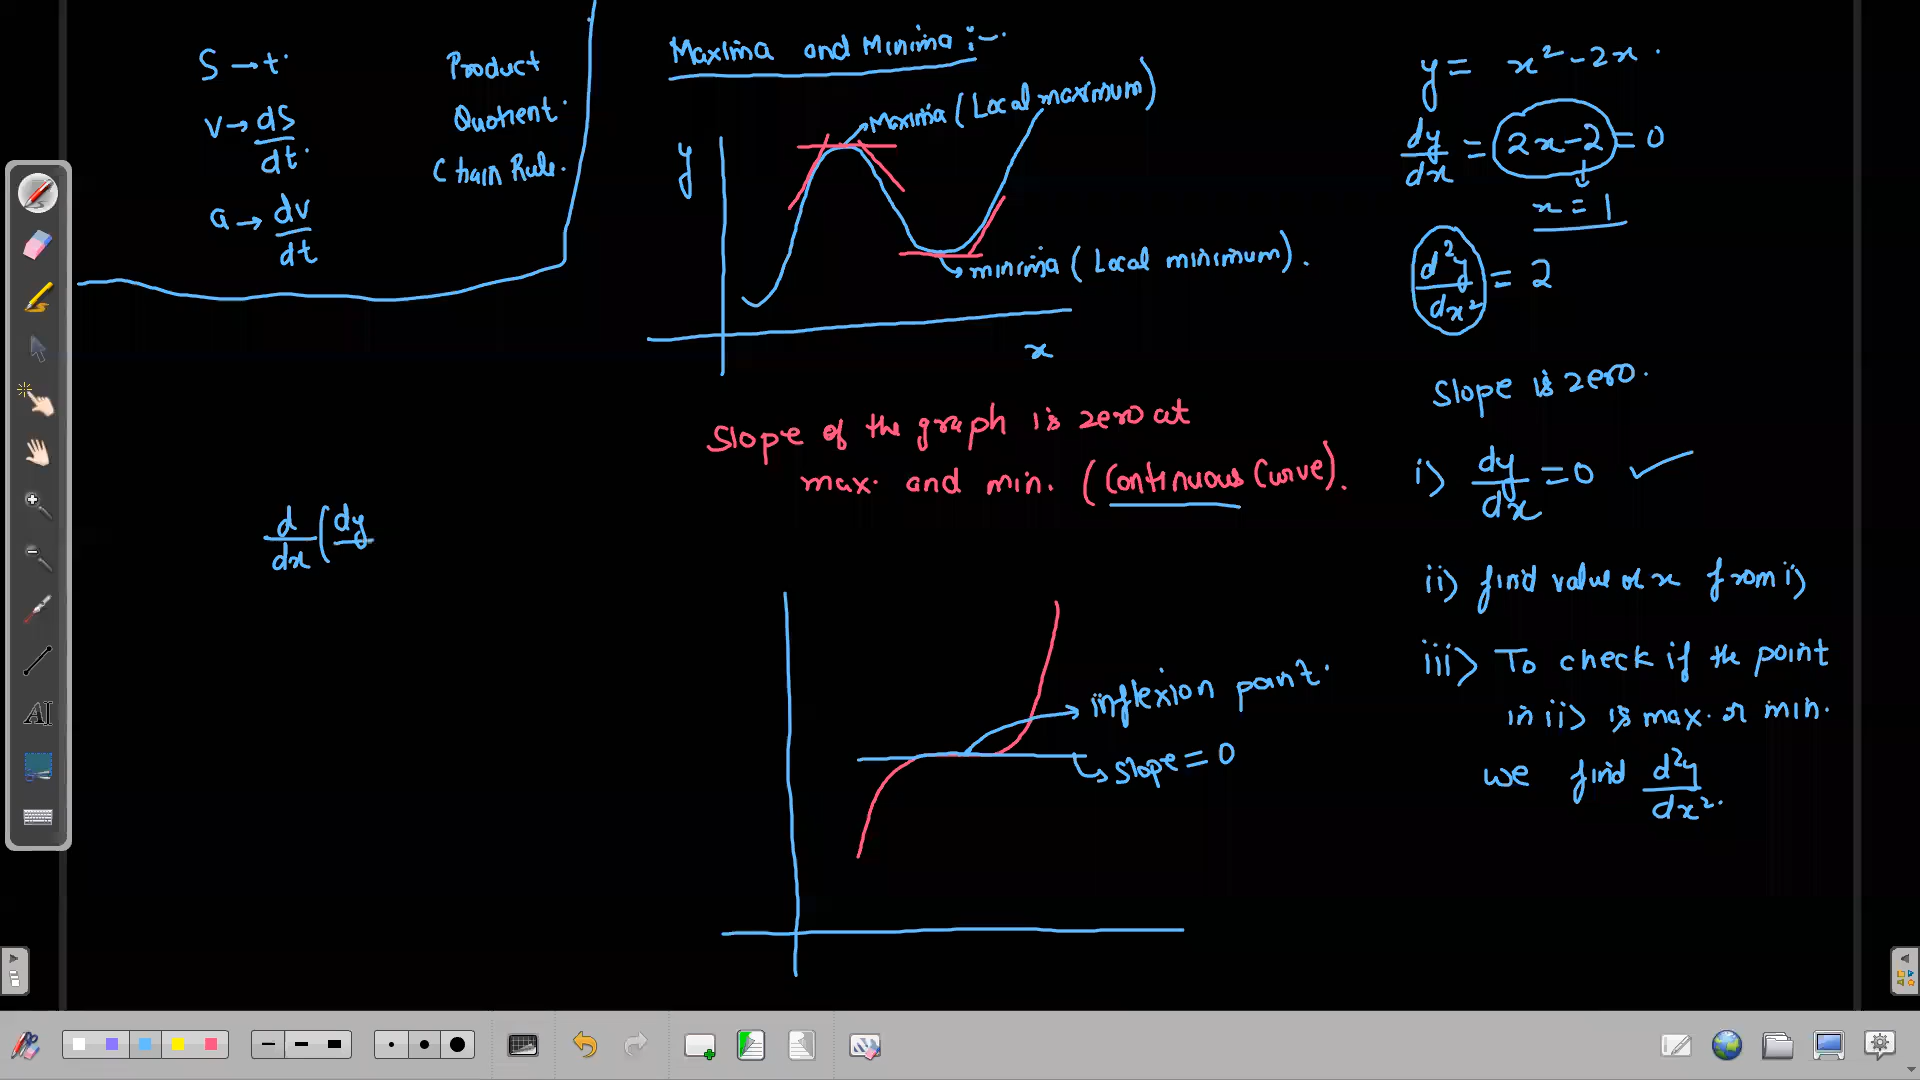 S → t.
v → dS/dt.
a → dv/dt
Product
Quotient.
Chain Rule.
d/dx (dy
Maxima and Minima :-
Maxima (Local maximum)
y
minima (Local minimum).
x
Slope of the graph is zero at
max. and min. (Continuous Curve).
inflexion point.
slope = 0
y = x² - 2x.
dy/dx = 2x - 2 = 0
x = 1
d²y/dx² = 2
Slope is zero.
i) dy/dx = 0 ✓
ii) find value of x from i)
iii) To check if the point
in ii) is max. or min.
we find d²y/dx².
AI